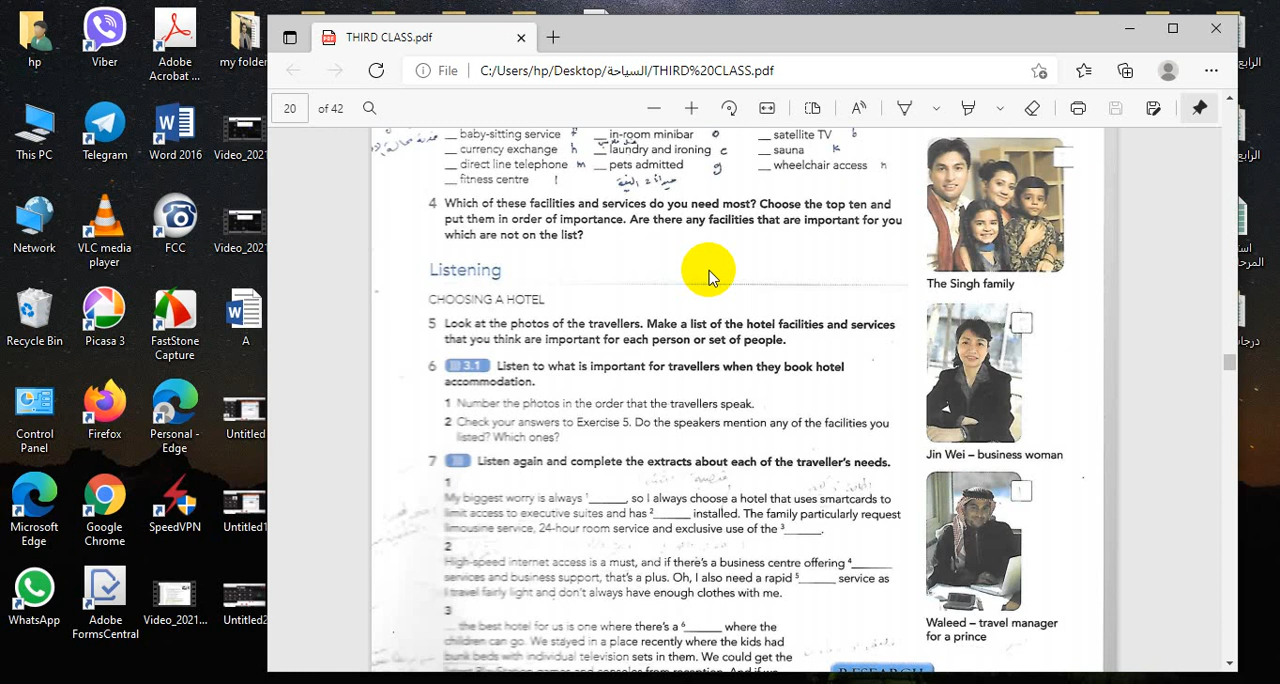 hp
Viber
Adobe
Acrobat ...
my folder
This PC
Telegram
Word 2016
Video_2021
Network
VLC media
player
FCC
Video_2021
Recycle Bin
Picasa 3
FastStone
Capture
A
Control
Panel
Firefox
Personal -
Edge
Untitled
Microsoft
Edge
Google
Chrome
SpeedVPN
Untitled1
WhatsApp
Adobe
FormsCentral
Video_2021...
Untitled2
الرابع
THIRD CLASS.pdf
File
C:/Users/hp/Desktop/السياحة/THIRD%20CLASS.pdf
20 of 42
__ baby-sitting service f __ in-room minibar o __ satellite TV b
__ currency exchange h __ laundry and ironing c __ sauna k
__ direct line telephone m __ pets admitted g __ wheelchair access n
__ fitness centre l
4 Which of these facilities and services do you need most? Choose the top ten and
put them in order of importance. Are there any facilities that are important for you
which are not on the list?
Listening
CHOOSING A HOTEL
5 Look at the photos of the travellers. Make a list of the hotel facilities and services
that you think are important for each person or set of people.
6 3.1 Listen to what is important for travellers when they book hotel
accommodation.
1 Number the photos in the order that the travellers speak.
2 Check your answers to Exercise 5. Do the speakers mention any of the facilities you
listed? Which ones?
7 Listen again and complete the extracts about each of the traveller's needs.
1
My biggest worry is always 1______, so I always choose a hotel that uses smartcards to
limit access to executive suites and has 2______ installed. The family particularly request
limousine service, 24-hour room service and exclusive use of the 3______.
2
High-speed internet access is a must, and if there's a business centre offering 4______
services and business support, that's a plus. Oh, I also need a rapid 5______ service as
I travel fairly light and don't always have enough clothes with me.
3
... the best hotel for us is one where there's a 6______ where the
children can go. We stayed in a place recently where the kids had
bunk beds with individual television sets in them. We could get the
The Singh family
Jin Wei – business woman
Waleed – travel manager
for a prince
RESEARCH